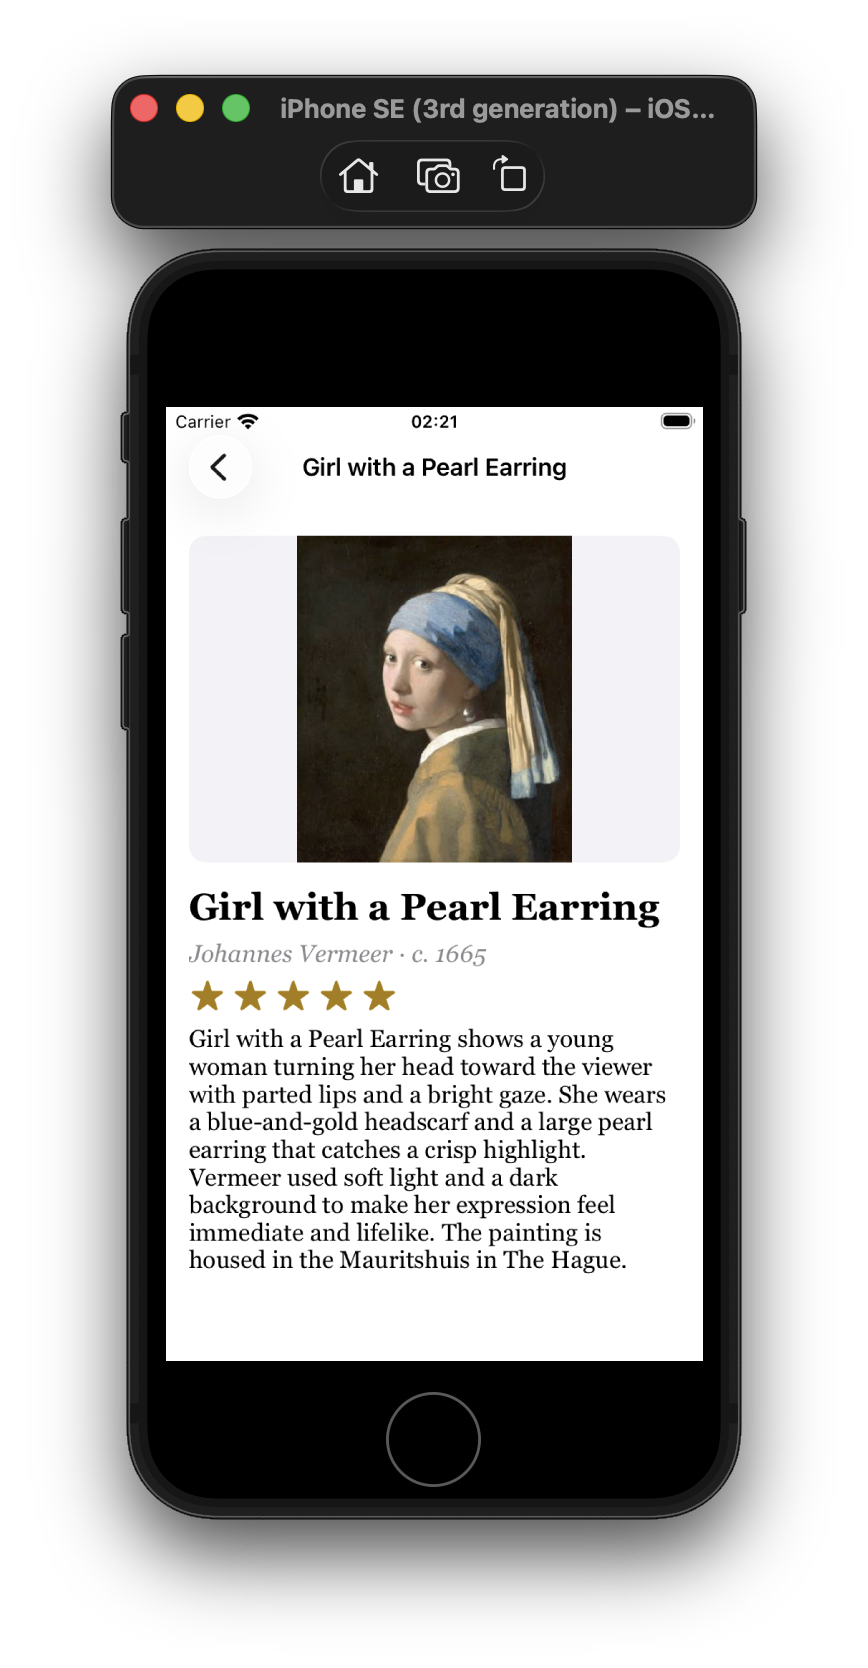 iPhone SE (3rd generation) – iOS...
Carrier
02:21
Girl with a Pearl Earring
Girl with a Pearl Earring
Johannes Vermeer · c. 1665
Girl with a Pearl Earring shows a young
woman turning her head toward the viewer
with parted lips and a bright gaze. She wears
a blue-and-gold headscarf and a large pearl
earring that catches a crisp highlight.
Vermeer used soft light and a dark
background to make her expression feel
immediate and lifelike. The painting is
housed in the Mauritshuis in The Hague.